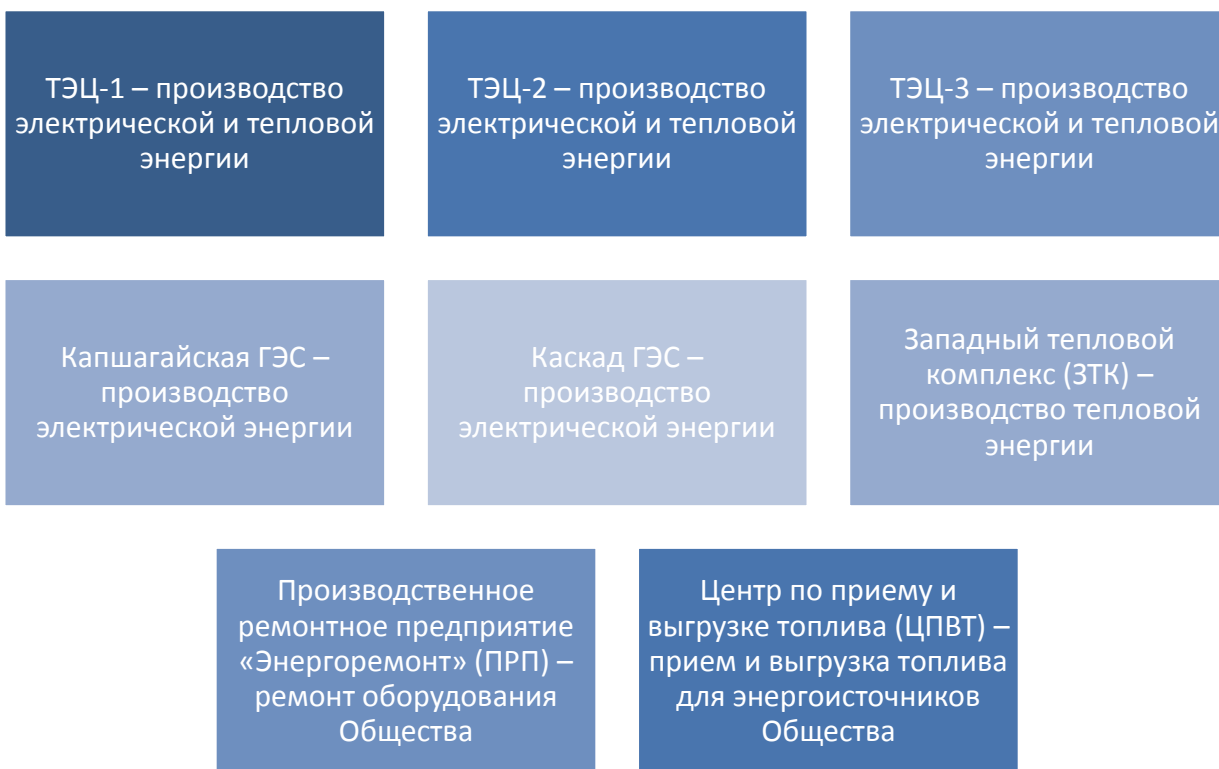 ТЭЦ-1 – производство
электрической и тепловой
энергии
ТЭЦ-2 – производство
электрической и тепловой
энергии
ТЭЦ-3 – производство
электрической и тепловой
энергии
Капшагайская ГЭС –
производство
электрической энергии
Каскад ГЭС –
производство
электрической энергии
Западный тепловой
комплекс (ЗТК) –
производство тепловой
энергии
Производственное
ремонтное предприятие
«Энергоремонт» (ПРП) –
ремонт оборудования
Общества
Центр по приему и
выгрузке топлива (ЦПВТ) –
прием и выгрузка топлива
для энергоисточников
Общества